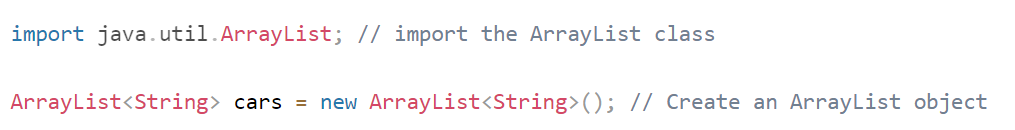 import java.util.ArrayList; // import the ArrayList class
ArrayList<String> cars = new ArrayList<String>(); // Create an ArrayList object